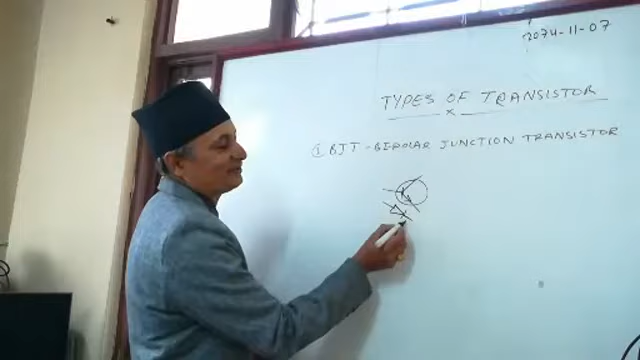 2074-11-07
TYPES OF TRANSISTOR
x
① BJT - BIPOLAR JUNCTION TRANSISTOR